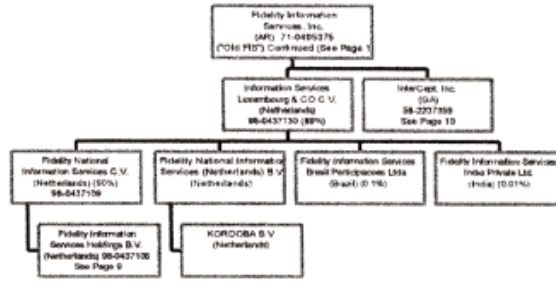 Fidelity Information
Services, Inc.
(AR) 71-0405375
("Old FIS") Continued (See Page 1
Information Services
Luxembourg & CO C.V.
(Netherlands)
98-0437130
InterCept, Inc.
(GA)
58-2237359
See Page 10
Fidelity National
Information Services C.V.
(Netherlands)
98-0437109
Fidelity National Information
Services (Netherlands) B.V
(Netherlands)
Fidelity Information Services
Brasil Participacoes Ltda
(Brazil) (0.1%)
Fidelity Information Services
India Private Ltd.
(India) (0.01%)
Fidelity Information
Services Holdings B.V.
(Netherlands) 98-0437106
See Page 9
KORDOBA B V
(Netherlands)